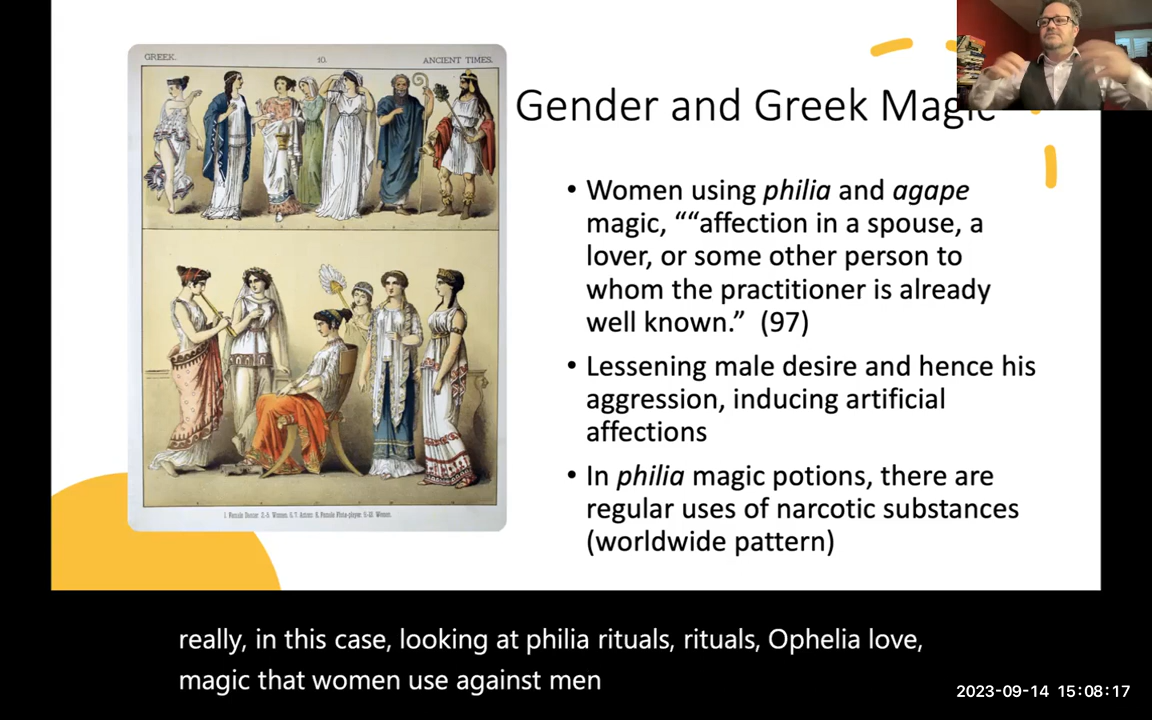 GREEK.
10.
ANCIENT TIMES.
Gender and Greek Magic
• Women using philia and agape
magic, ““affection in a spouse, a
lover, or some other person to
whom the practitioner is already
well known.” (97)
• Lessening male desire and hence his
aggression, inducing artificial
affections
• In philia magic potions, there are
regular uses of narcotic substances
(worldwide pattern)
really, in this case, looking at philia rituals, rituals, Ophelia love,
magic that women use against men
2023-09-14 15:08:17